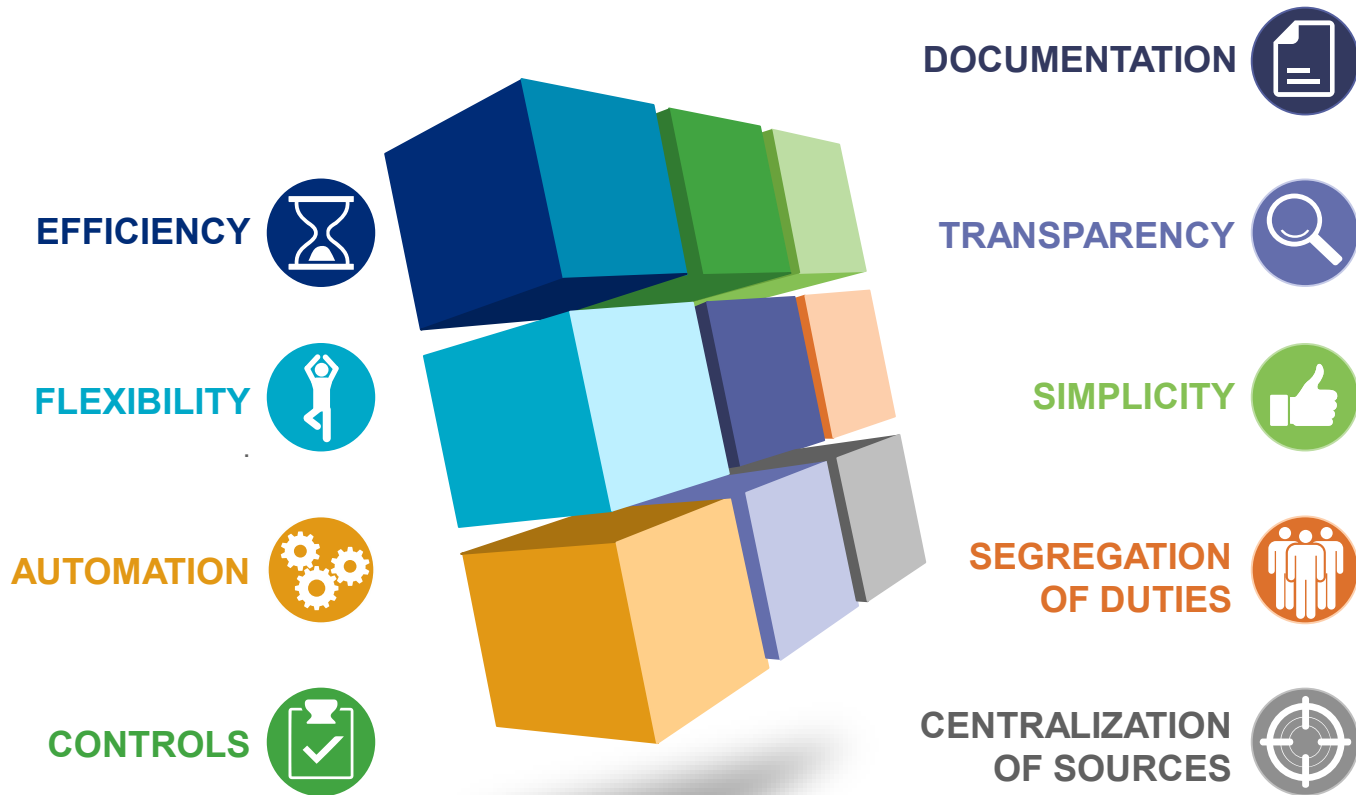 EFFICIENCY
FLEXIBILITY
.
AUTOMATION
CONTROLS
DOCUMENTATION
TRANSPARENCY
SIMPLICITY
SEGREGATION
OF DUTIES
CENTRALIZATION
OF SOURCES